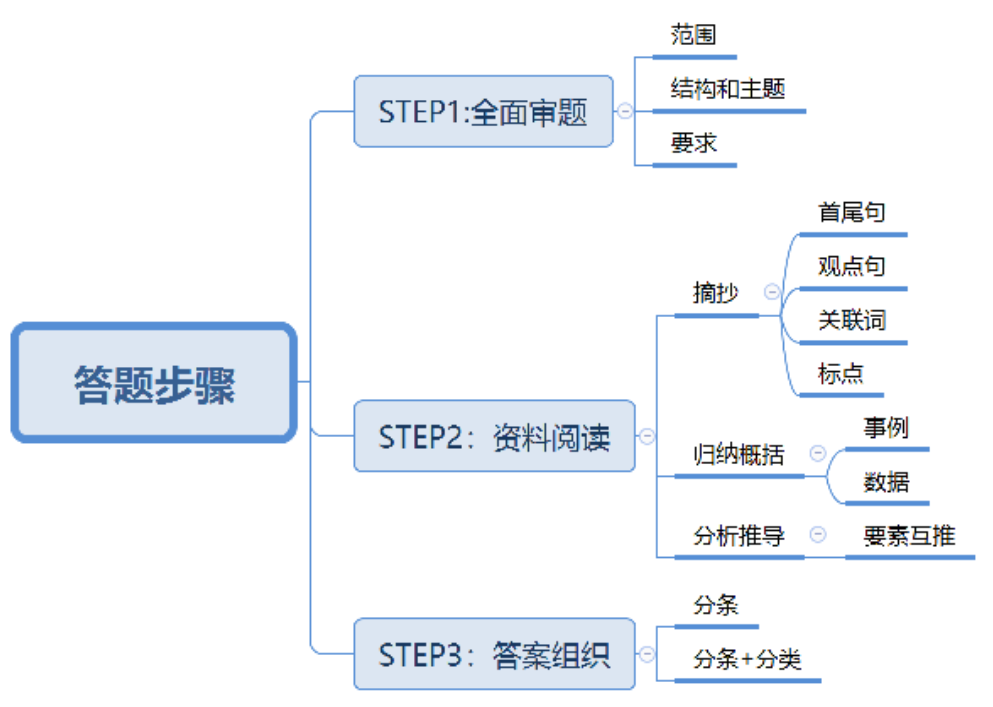 答题步骤
STEP1:全面审题
范围
结构和主题
要求
STEP2：资料阅读
摘抄
首尾句
观点句
关联词
标点
归纳概括
事例
数据
分析推导
要素互推
STEP3：答案组织
分条
分条+分类